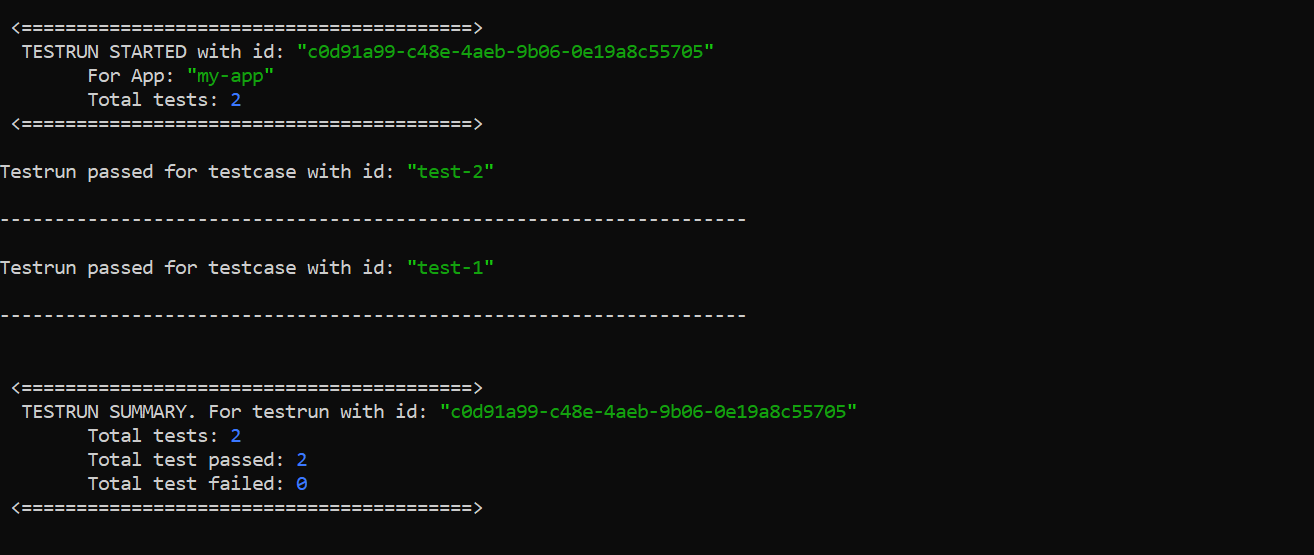 <=========================================>
TESTRUN STARTED with id: "c0d91a99-c48e-4aeb-9b06-0e19a8c55705"
For App: "my-app"
Total tests: 2
<=========================================>
Testrun passed for testcase with id: "test-2"
--------------------------------------------------------------------
Testrun passed for testcase with id: "test-1"
--------------------------------------------------------------------
<=========================================>
TESTRUN SUMMARY. For testrun with id: "c0d91a99-c48e-4aeb-9b06-0e19a8c55705"
Total tests: 2
Total test passed: 2
Total test failed: 0
<=========================================>